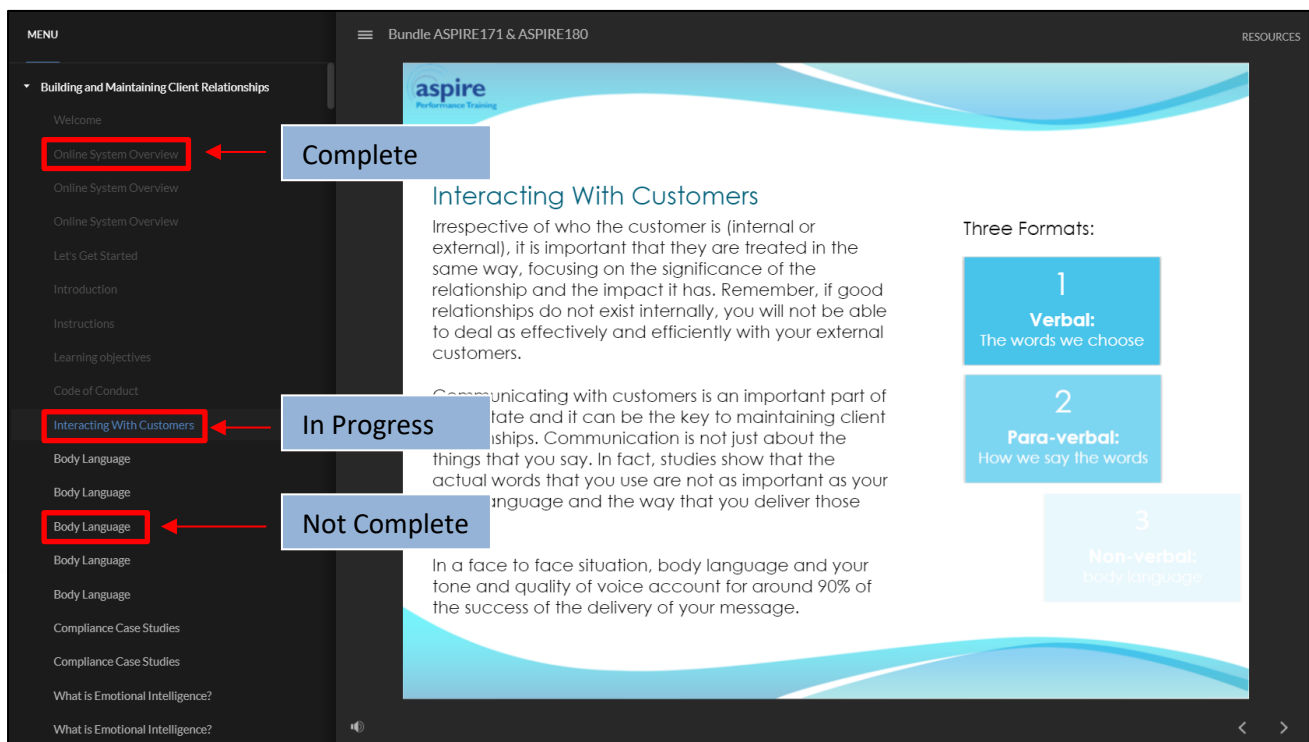 MENU
Bundle ASPIRE171 & ASPIRE180
RESOURCES
Building and Maintaining Client Relationships
Welcome
Online System Overview
Online System Overview
Online System Overview
Let's Get Started
Introduction
Instructions
Learning objectives
Code of Conduct
Interacting With Customers
Body Language
Body Language
Body Language
Body Language
Body Language
Compliance Case Studies
Compliance Case Studies
What is Emotional Intelligence?
What is Emotional Intelligence?
Complete
In Progress
Not Complete
aspire
Performance Training
Interacting With Customers
Irrespective of who the customer is (internal or
external), it is important that they are treated in the
same way, focusing on the significance of the
relationship and the impact it has. Remember, if good
relationships do not exist internally, you will not be able
to deal as effectively and efficiently with your external
customers.
Communicating with customers is an important part of
tate and it can be the key to maintaining client
nships. Communication is not just about the
things that you say. In fact, studies show that the
actual words that you use are not as important as your
anguage and the way that you deliver those
In a face to face situation, body language and your
tone and quality of voice account for around 90% of
the success of the delivery of your message.
Three Formats:
1
Verbal:
The words we choose
2
Para-verbal:
How we say the words
3
Non-verbal:
body language